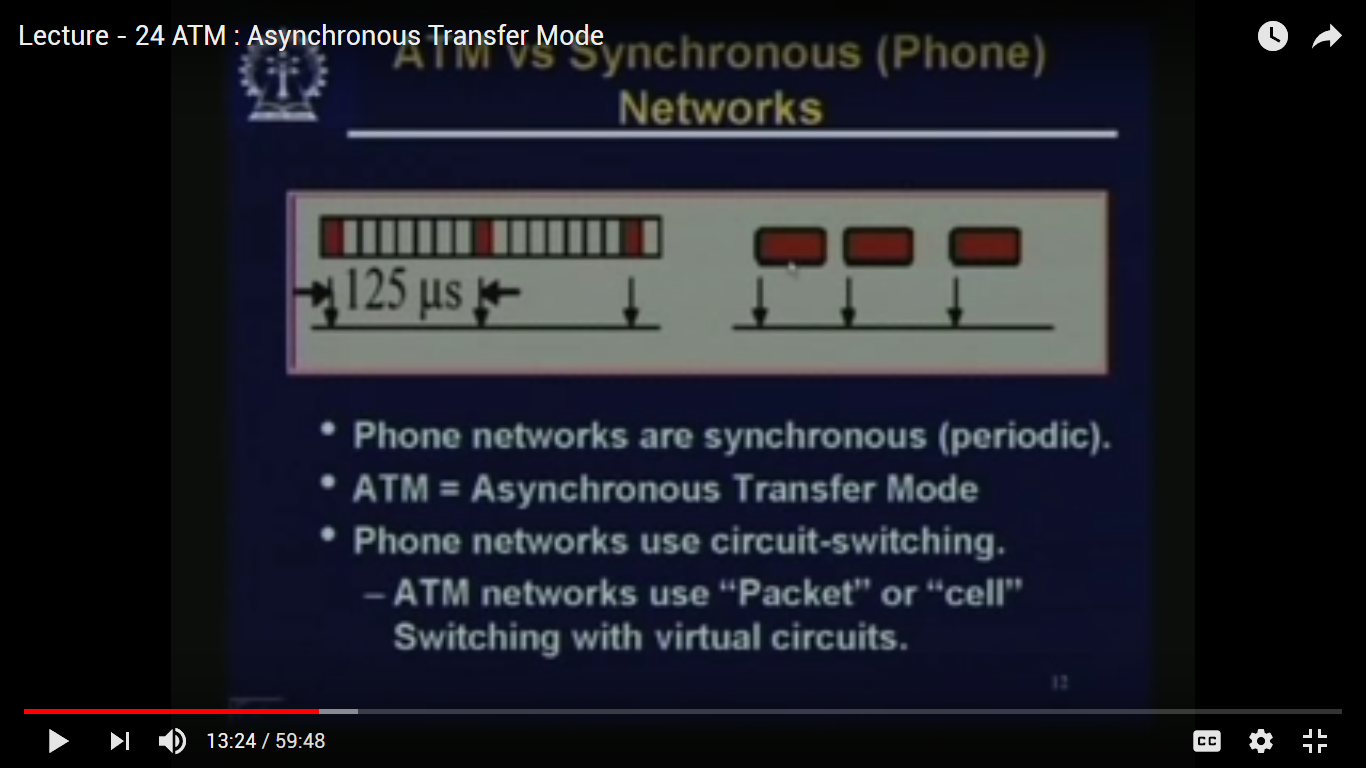 Lecture - 24 ATM : Asynchronous Transfer Mode
ATM vs Synchronous (Phone)
Networks
125 μs
• Phone networks are synchronous (periodic).
• ATM = Asynchronous Transfer Mode
• Phone networks use circuit-switching.
– ATM networks use “Packet” or “cell”
Switching with virtual circuits.
12
13:24 / 59:48
CC